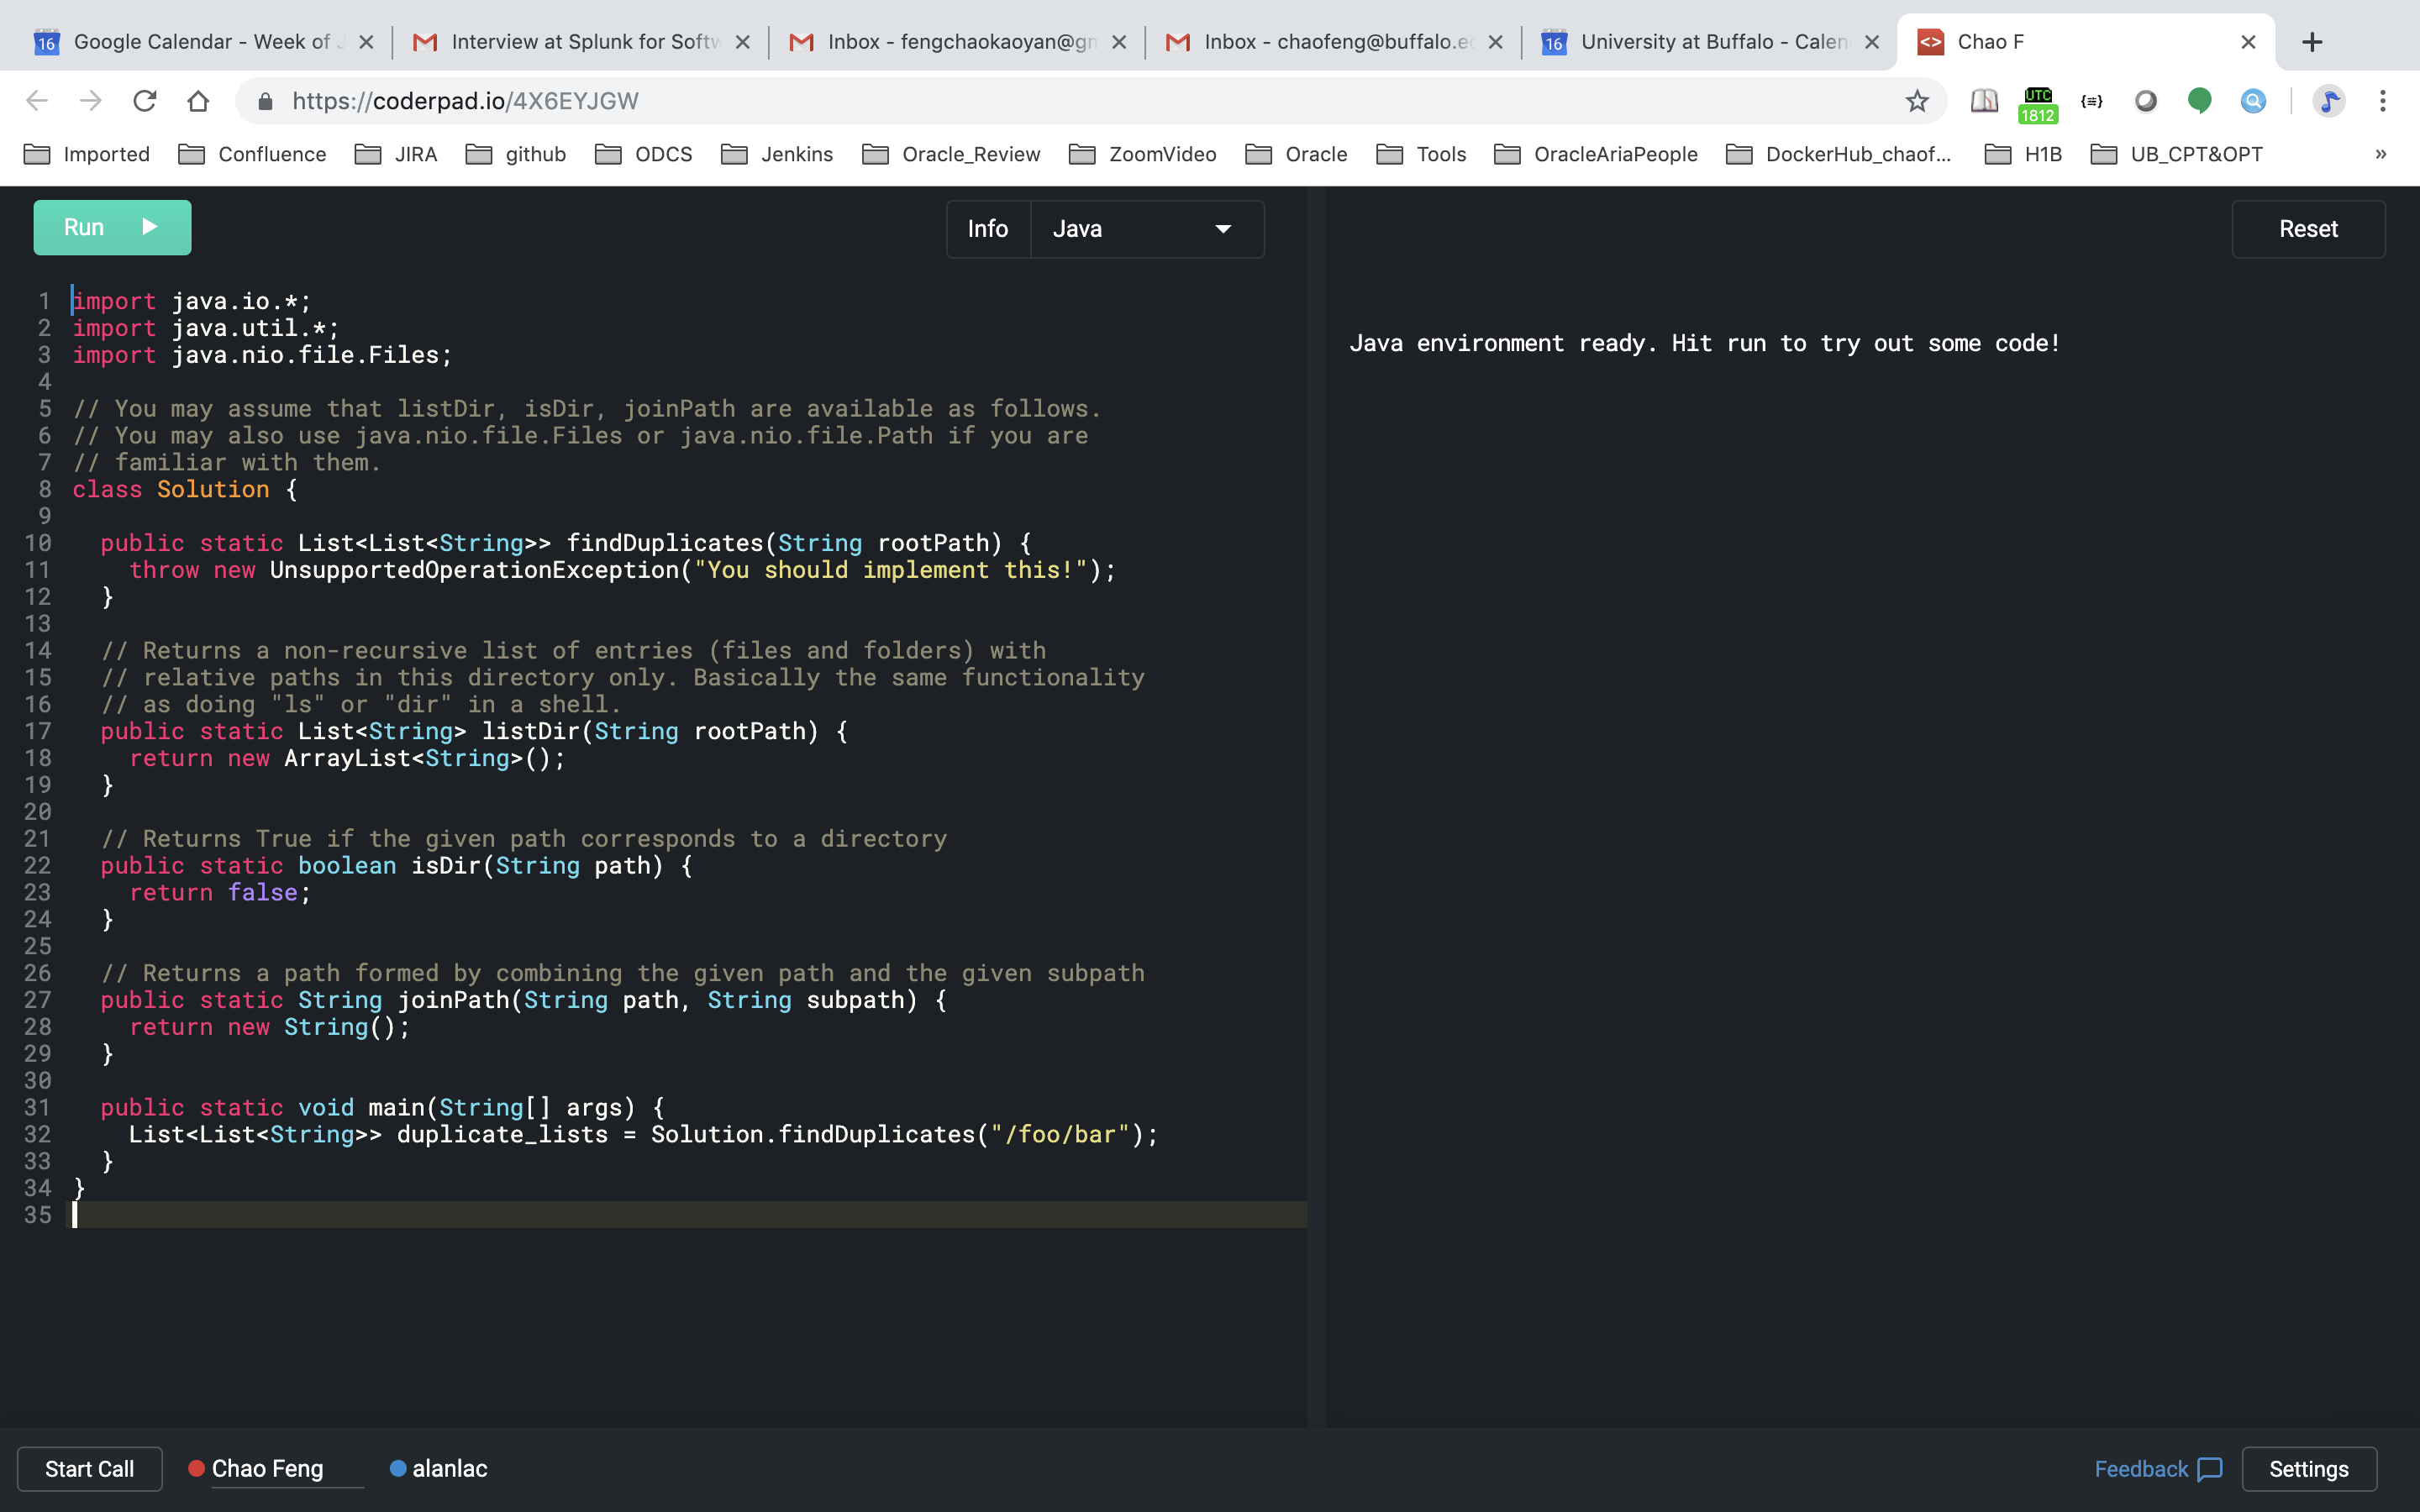 Google Calendar - Week of
Interview at Splunk for Softw
Inbox - fengchaokaoyan@gn
Inbox - chaofeng@buffalo.e
University at Buffalo - Calen
Chao F
https://coderpad.io/4X6EYJGW
UTC
1812
Imported
Confluence
JIRA
github
ODCS
Jenkins
Oracle_Review
ZoomVideo
Oracle
Tools
OracleAriaPeople
DockerHub_chaof...
H1B
UB_CPT&OPT
»
Run
Info
Java
Reset
1 import java.io.*;
2 import java.util.*;
3 import java.nio.file.Files;
4
5 // You may assume that listDir, isDir, joinPath are available as follows.
6 // You may also use java.nio.file.Files or java.nio.file.Path if you are
7 // familiar with them.
8 class Solution {
9
10 public static List<List<String>> findDuplicates(String rootPath) {
11 throw new UnsupportedOperationException("You should implement this!");
12 }
13
14 // Returns a non-recursive list of entries (files and folders) with
15 // relative paths in this directory only. Basically the same functionality
16 // as doing "ls" or "dir" in a shell.
17 public static List<String> listDir(String rootPath) {
18 return new ArrayList<String>();
19 }
20
21 // Returns True if the given path corresponds to a directory
22 public static boolean isDir(String path) {
23 return false;
24 }
25
26 // Returns a path formed by combining the given path and the given subpath
27 public static String joinPath(String path, String subpath) {
28 return new String();
29 }
30
31 public static void main(String[] args) {
32 List<List<String>> duplicate_lists = Solution.findDuplicates("/foo/bar");
33 }
34 }
35
Java environment ready. Hit run to try out some code!
Start Call
Chao Feng
alanlac
Feedback
Settings